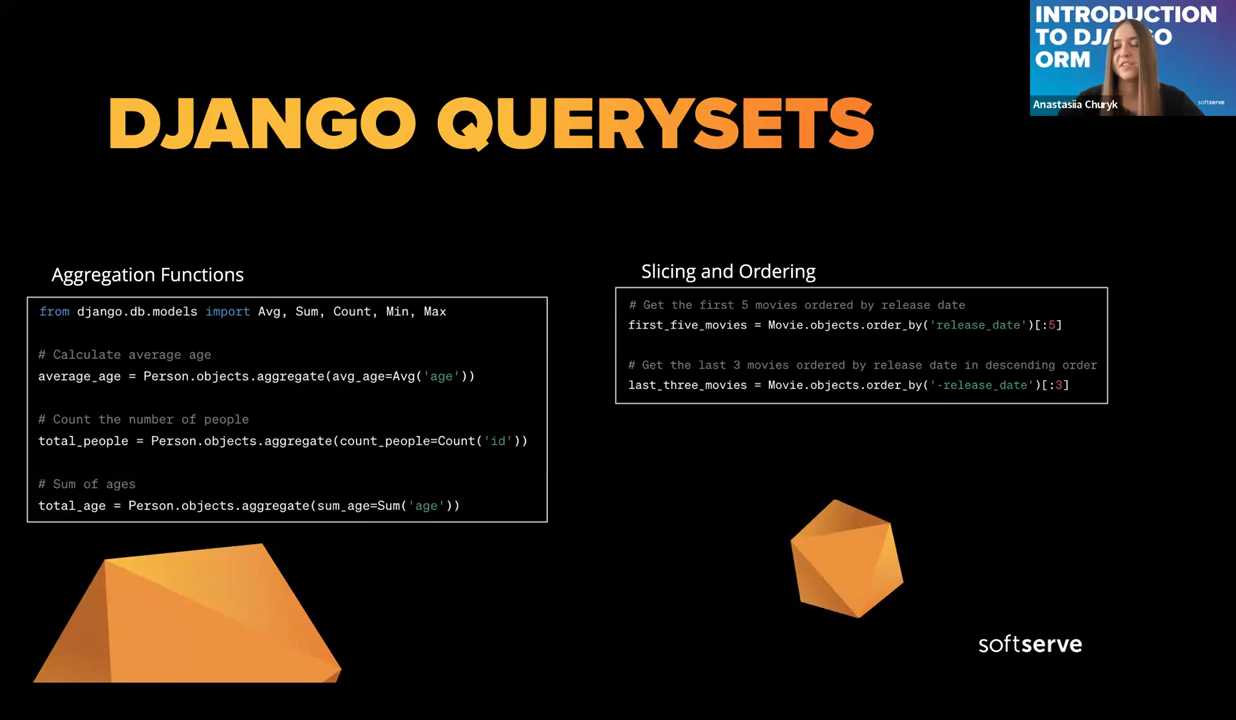 INTRODUCTION
TO DJANGO
ORM
Anastasiia Churyk
softserve
DJANGO QUERYSETS
Aggregation Functions
from django.db.models import Avg, Sum, Count, Min, Max
# Calculate average age
average_age = Person.objects.aggregate(avg_age=Avg('age'))
# Count the number of people
total_people = Person.objects.aggregate(count_people=Count('id'))
# Sum of ages
total_age = Person.objects.aggregate(sum_age=Sum('age'))
Slicing and Ordering
# Get the first 5 movies ordered by release date
first_five_movies = Movie.objects.order_by('release_date')[:5]
# Get the last 3 movies ordered by release date in descending order
last_three_movies = Movie.objects.order_by('-release_date')[:3]
softserve